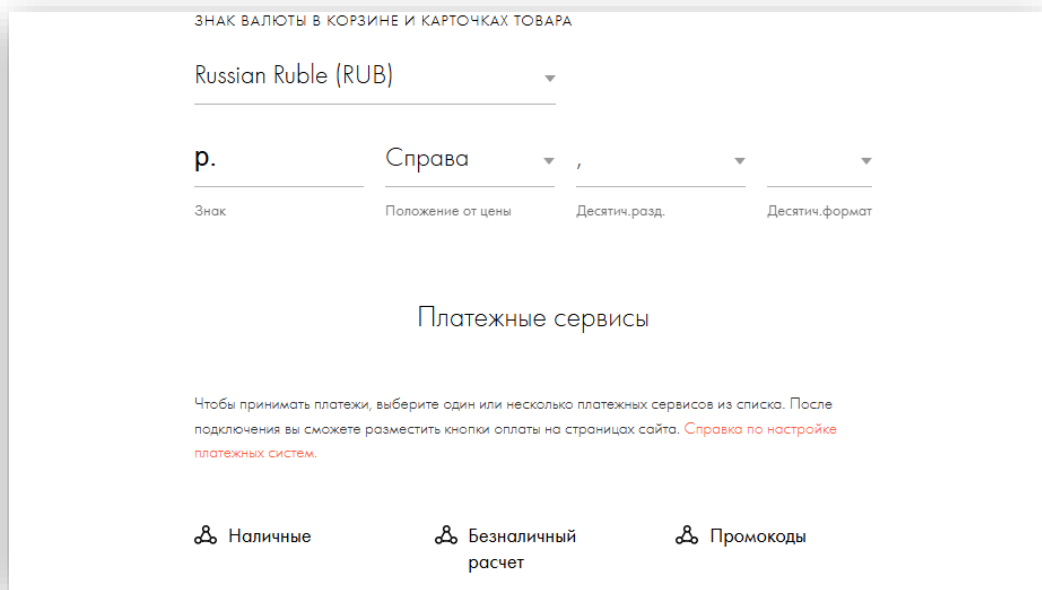 ЗНАК ВАЛЮТЫ В КОРЗИНЕ И КАРТОЧКАХ ТОВАРА
Russian Ruble (RUB)
р. Справа ,
Знак Положение от цены Десятич.разд. Десятич.формат
Платежные сервисы
Чтобы принимать платежи, выберите один или несколько платежных сервисов из списка. После
подключения вы сможете разместить кнопки оплаты на страницах сайта. Справка по настройке
платежных систем.
Наличные Безналичный Промокоды
расчет